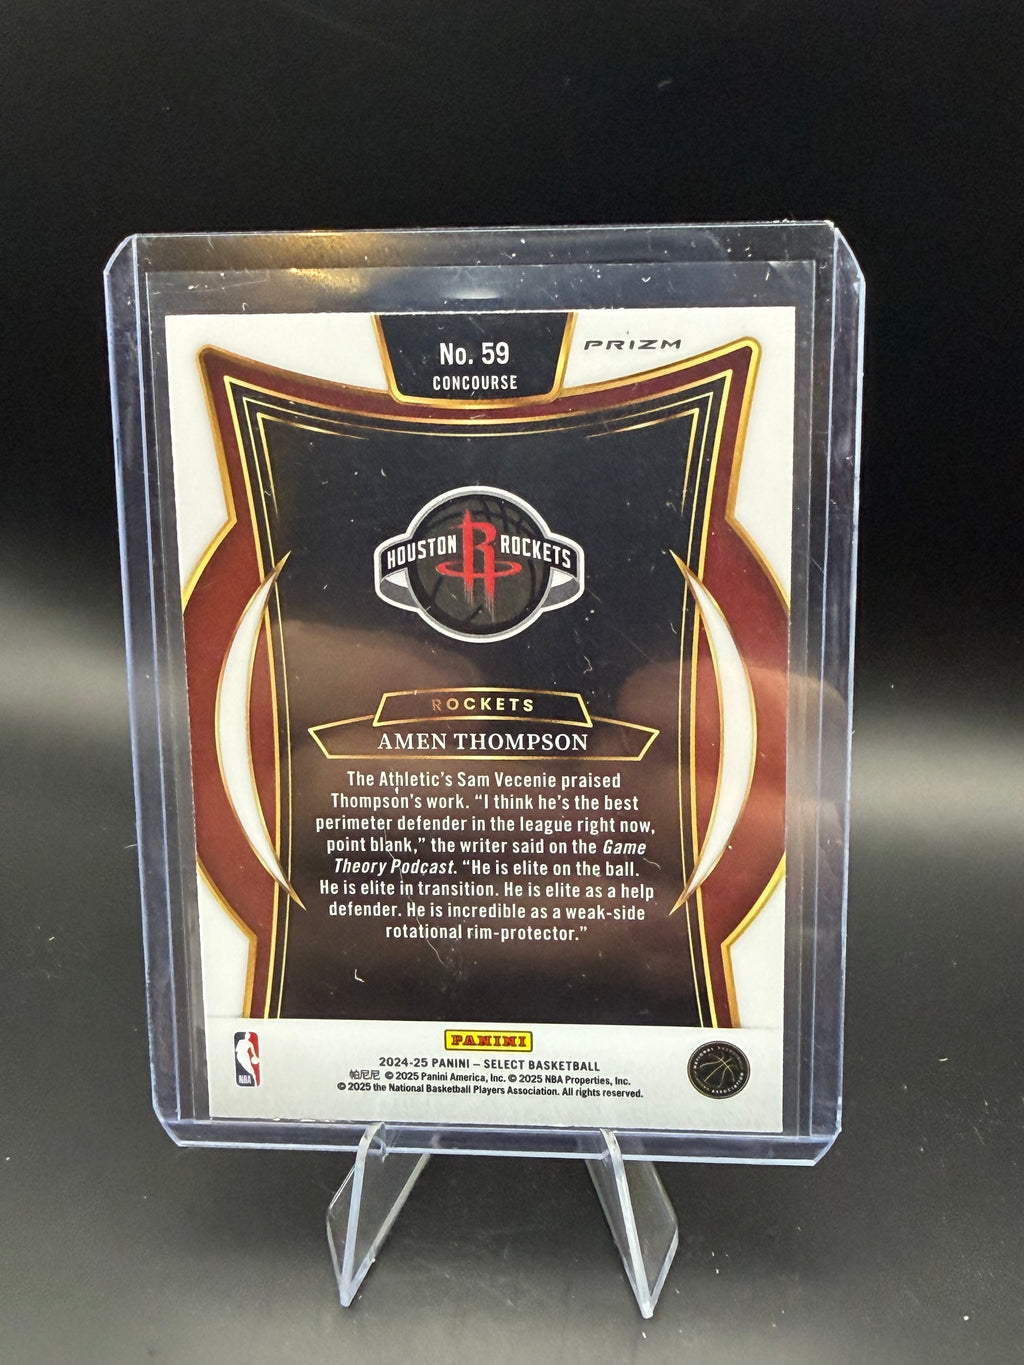 No. 59
CONCOURSE
PRIZM
HOUSTON R ROCKETS
ROCKETS
AMEN THOMPSON
The Athletic's Sam Vecenie praised
Thompson's work. “I think he's the best
perimeter defender in the league right now,
point blank,” the writer said on the Game
Theory Podcast. “He is elite on the ball.
He is elite in transition. He is elite as a help
defender. He is incredible as a weak-side
rotational rim-protector.”
PANINI
NBA
2024-25 PANINI – SELECT BASKETBALL
帕尼尼 © 2025 Panini America, Inc. © 2025 NBA Properties, Inc.
© 2025 the National Basketball Players Association. All rights reserved.